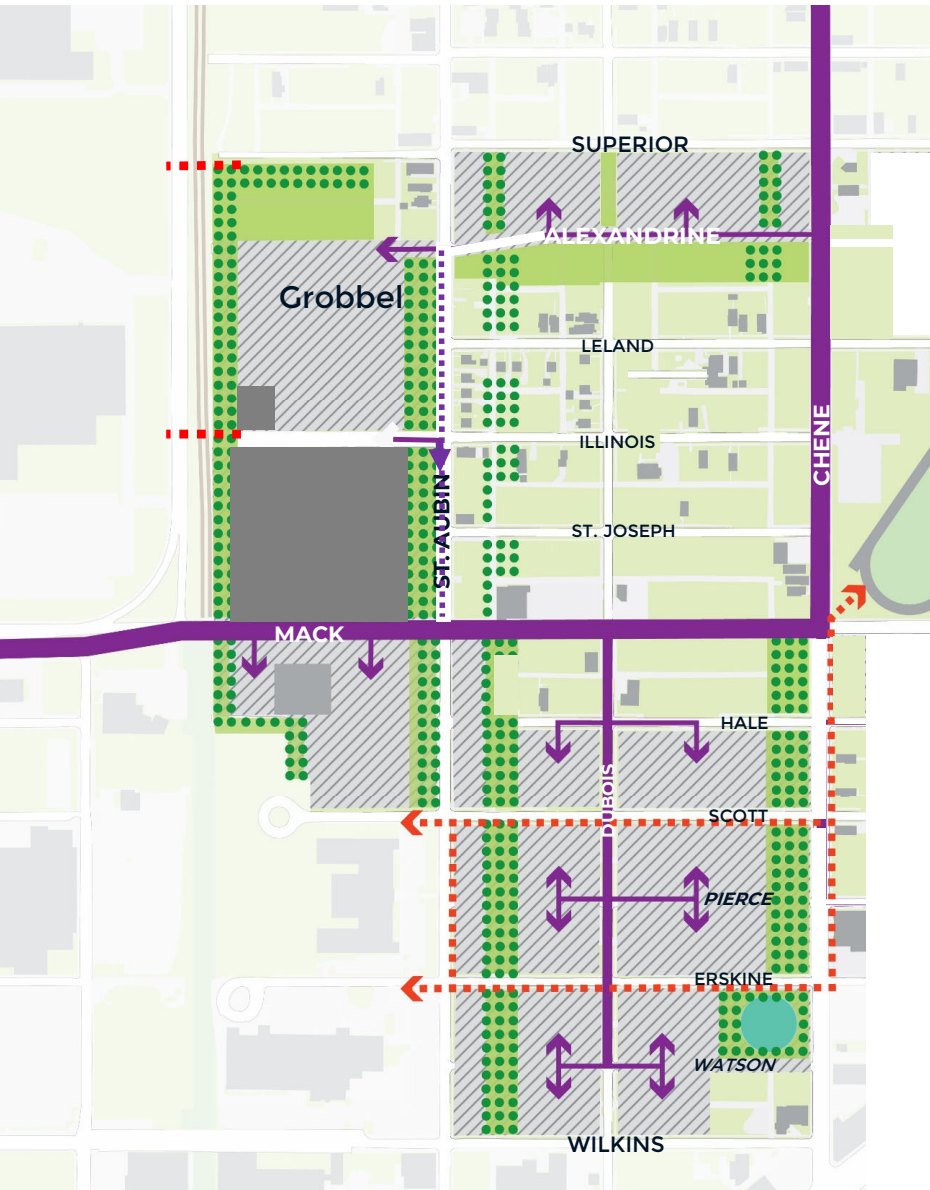 SUPERIOR
ALEXANDRINE
Grobbel
LELAND
CHENE
ILLINOIS
ST. AUBIN
ST. JOSEPH
MACK
HALE
DUBOIS
SCOTT
PIERCE
ERSKINE
WATSON
WILKINS